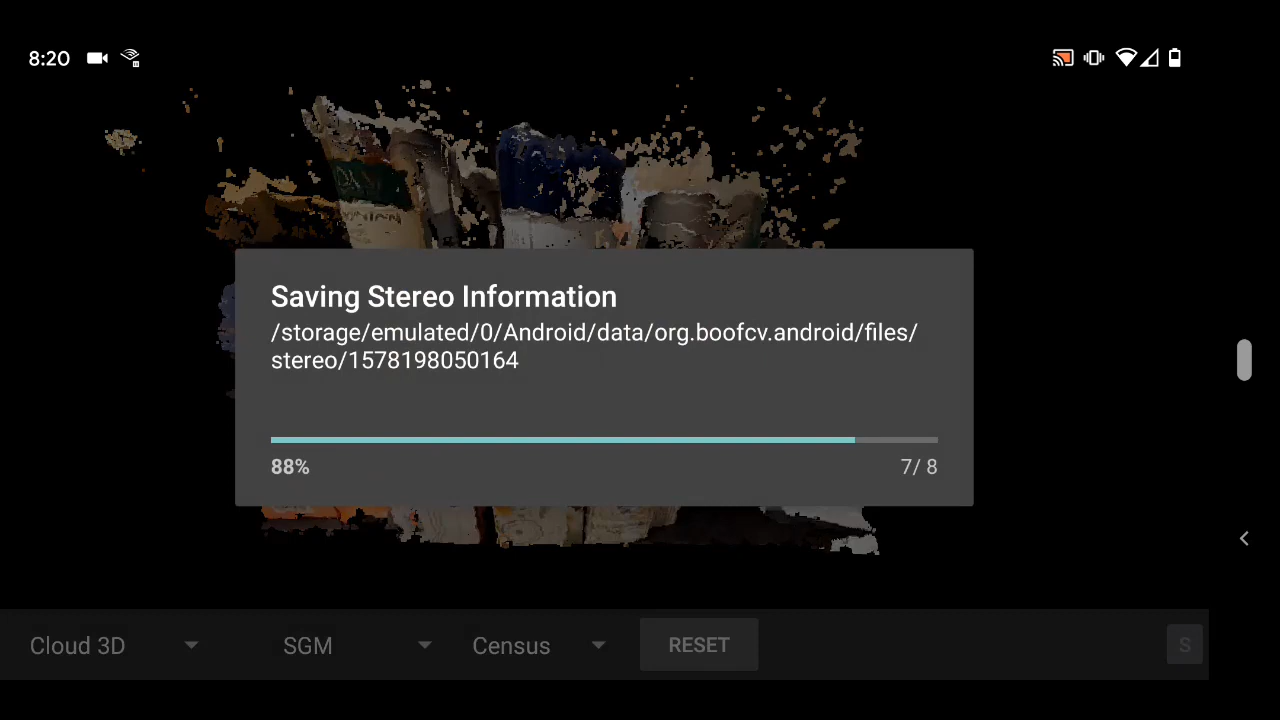 8:20
Saving Stereo Information
/storage/emulated/0/Android/data/org.boofcv.android/files/
stereo/1578198050164
88%
7/ 8
Cloud 3D
SGM
Census
RESET
S